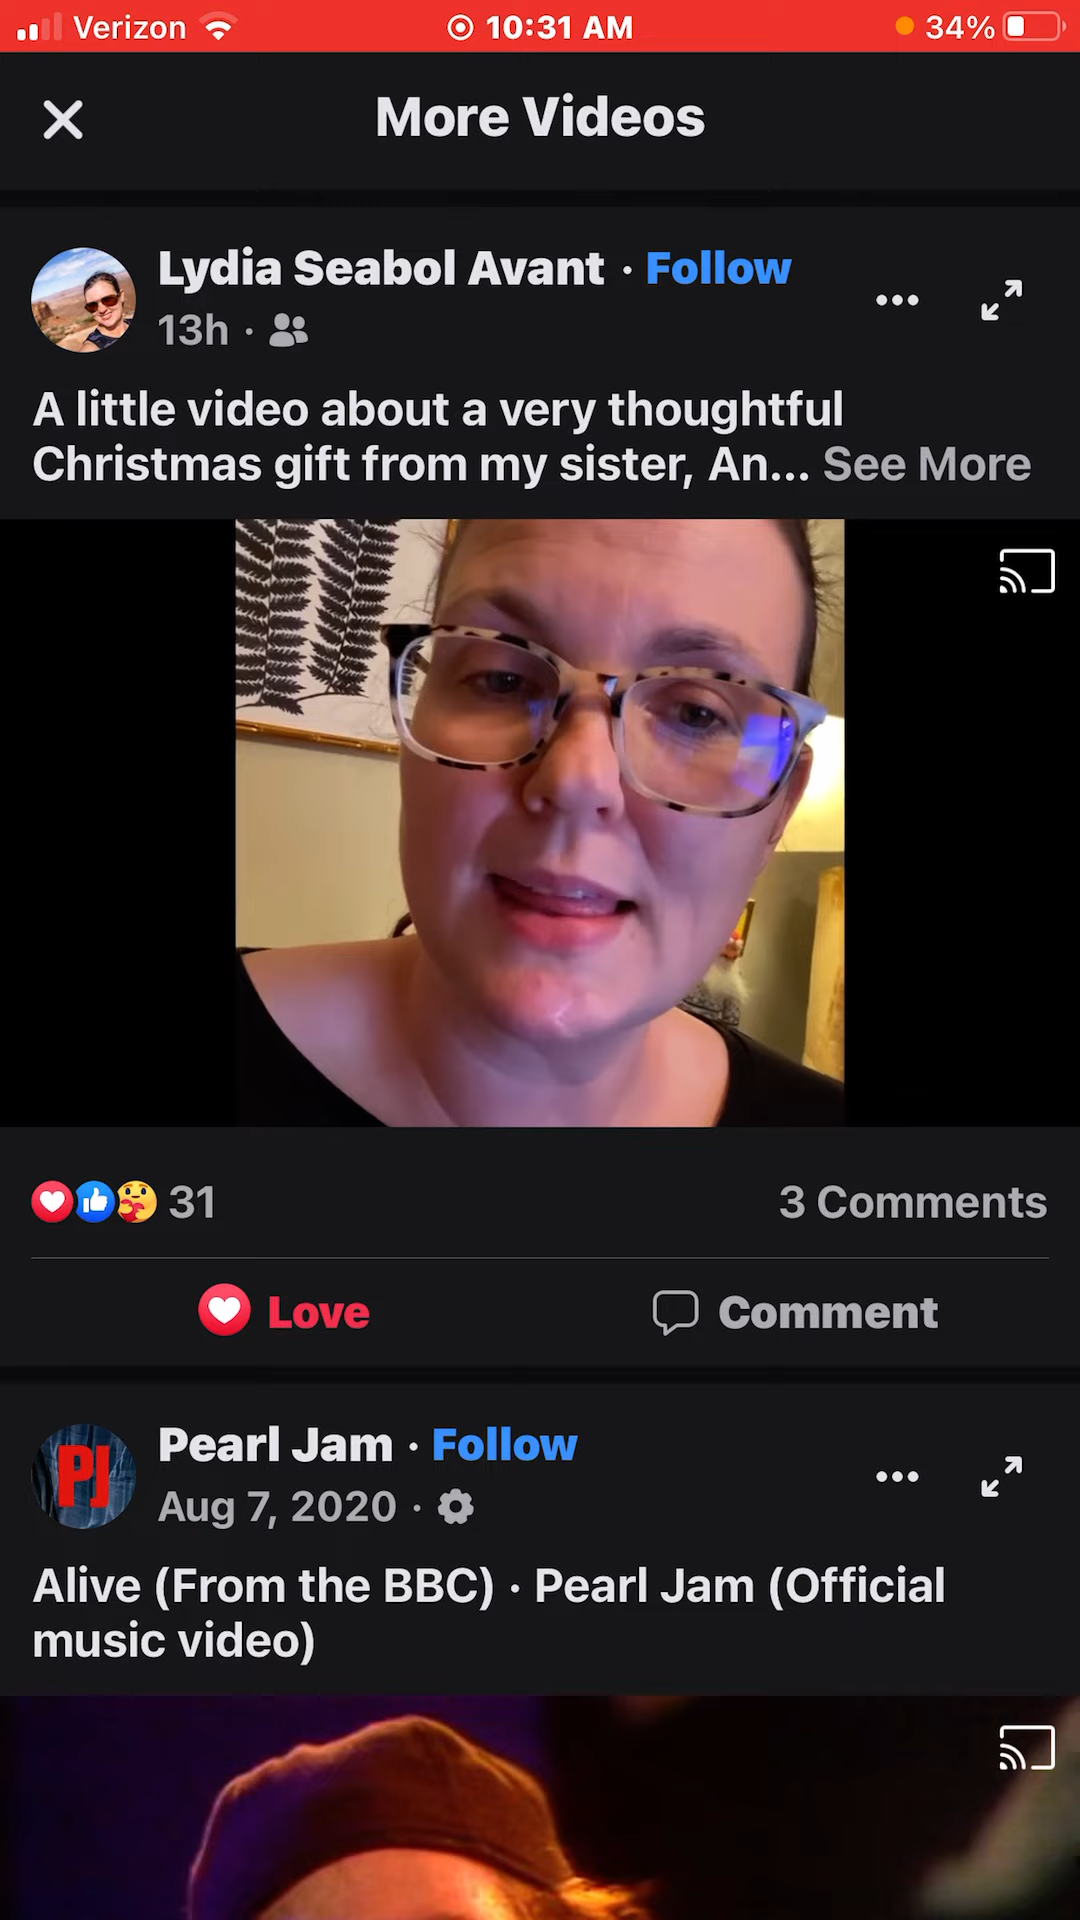 Verizon 10:31 AM 34%
More Videos
Lydia Seabol Avant · Follow
13h ·
A little video about a very thoughtful
Christmas gift from my sister, An... See More
31 3 Comments
Love Comment
PJ
Pearl Jam · Follow
Aug 7, 2020 ·
Alive (From the BBC) · Pearl Jam (Official
music video)